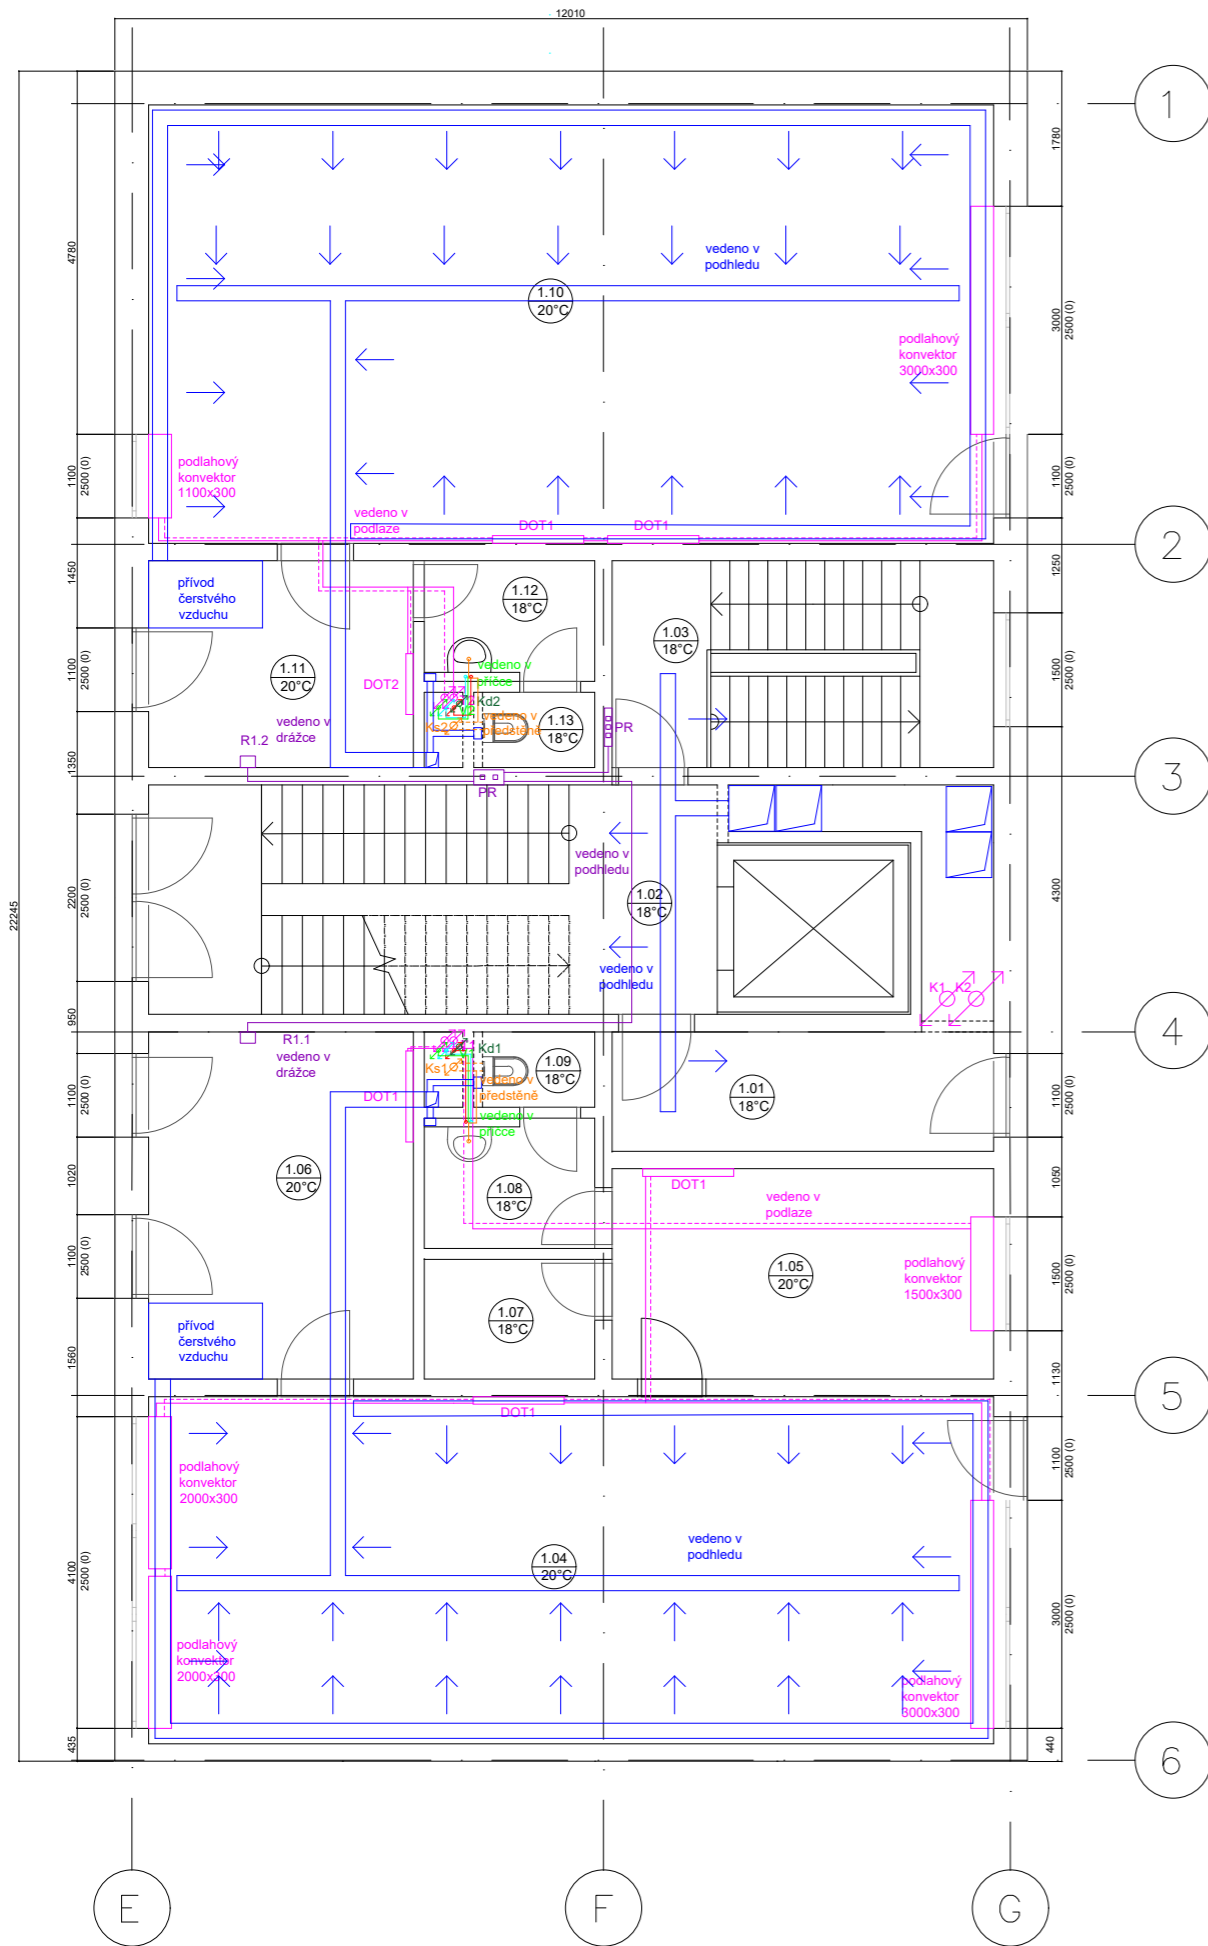 12010
1
1780
4780
vedeno v
podhledu
1.10
20°C
3000
2500 (0)
podlahový
konvektor
3000x300
podlahový
konvektor
1100x300
1100
2500 (0)
1100
2500 (0)
vedeno v
podlaze
DOT1
DOT1
2
1450
1250
přívod
čerstvého
vzduchu
1.12
18°C
1.03
18°C
1100
2500 (0)
1500
2500 (0)
1.11
20°C
DOT2
vedeno v
příčce
Kd2
Ks2
vedeno v
předstěně
1.13
18°C
PR
vedeno v
drážce
R1.2
1350
PR
3
vedeno v
podhledu
2200
2500 (0)
1.02
18°C
4300
22245
vedeno v
podhledu
K1
K2
950
4
R1.1
vedeno v
drážce
Kd1
Ks1
vedeno v
předstěně
1.09
18°C
1100
2500 (0)
DOT1
1.01
18°C
1100
2500 (0)
vedeno v
příčce
1020
1.06
20°C
1.08
18°C
DOT1
vedeno v
podlaze
1050
1100
2500 (0)
1.05
20°C
podlahový
konvektor
1500x300
1500
2500 (0)
1.07
18°C
přívod
čerstvého
vzduchu
1560
1130
5
DOT1
1100
2500 (0)
podlahový
konvektor
2000x300
vedeno v
podhledu
4100
2500 (0)
1.04
20°C
3000
2500 (0)
podlahový
konvektor
2000x300
podlahový
konvektor
3000x300
435
440
6
E
F
G